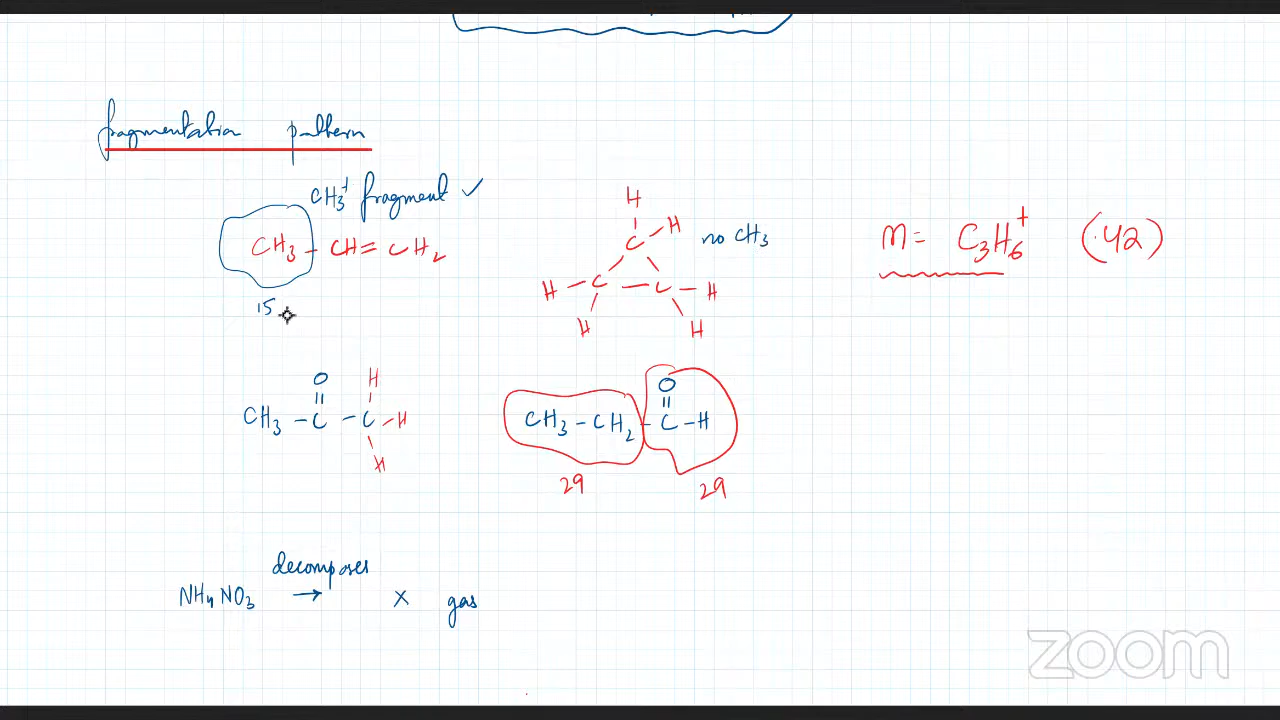 fragmentation pattern
CH3+ fragment ✓
CH3 - CH = CH2
15
H
C - H
no CH3
H - C - C - H
H H
M = C3H6+ (42)
O H
CH3 - C - C - H
H
O
CH3 - CH2 - C - H
29 29
decomposes
NH4NO3 → X gas
zoom